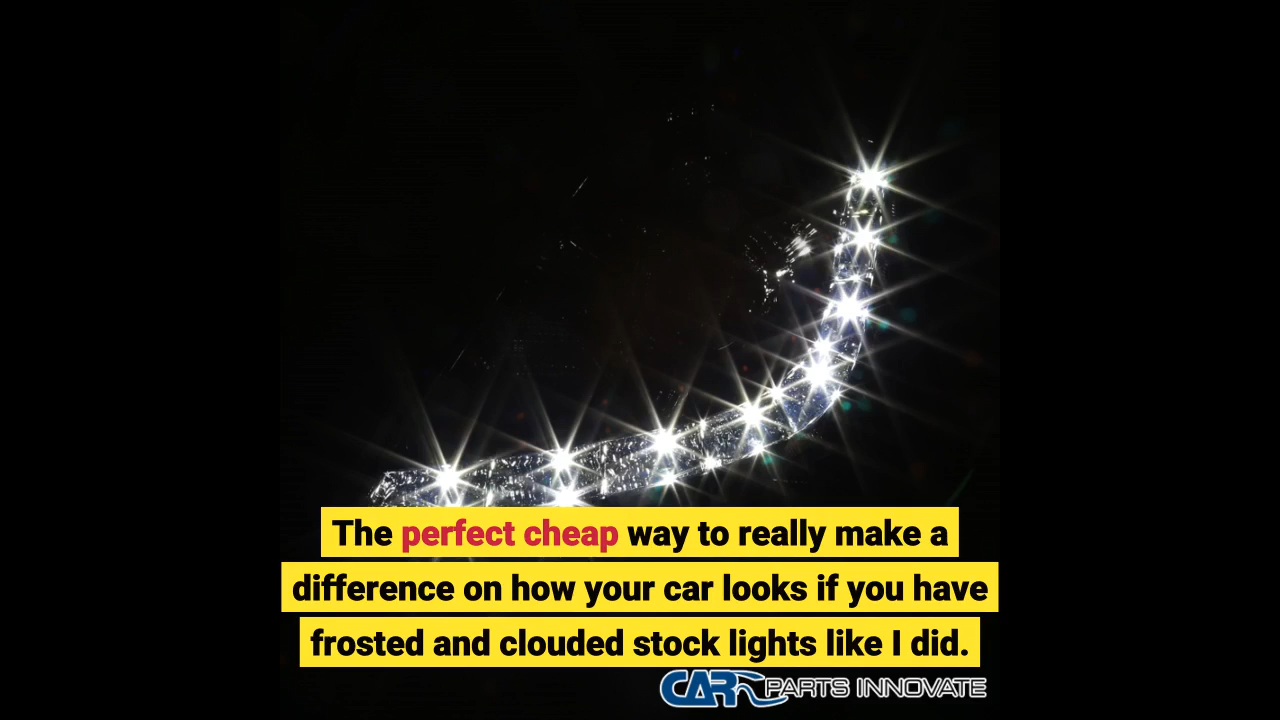 The perfect cheap way to really make a
difference on how your car looks if you have
frosted and clouded stock lights like I did.
CAR PARTS INNOVATE